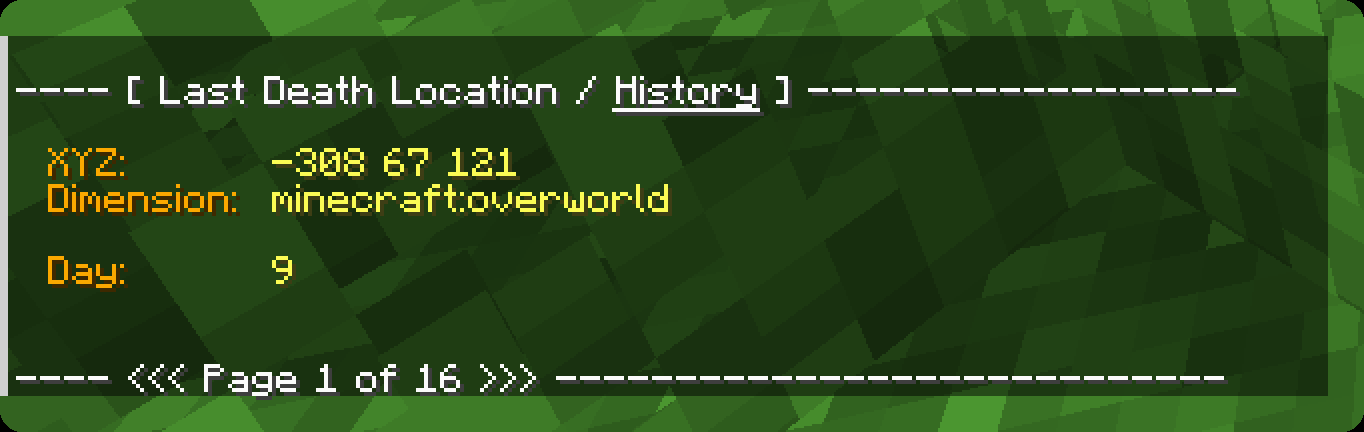 ---- [ Last Death Location / History ] ------------------
XYZ: -308 67 121
Dimension: minecraft:overworld
Day: 9
---- <<< Page 1 of 16 >>> ----------------------------